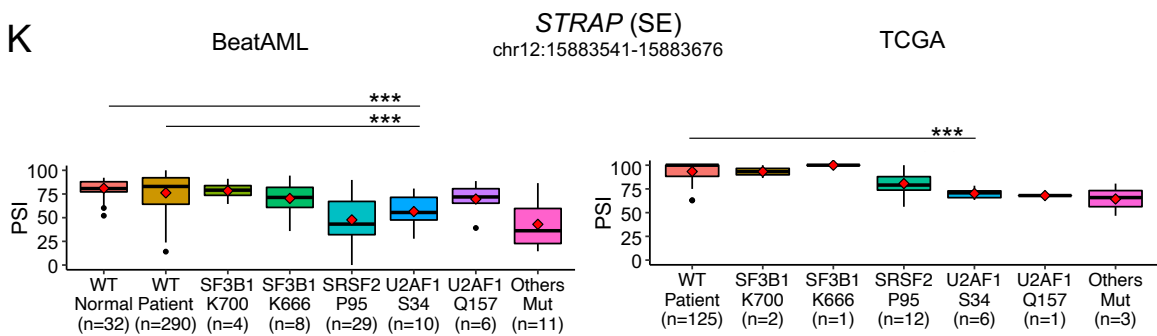 K
STRAP (SE)
chr12:15883541-15883676
BeatAML
***
***
PSI
100
75
50
25
0
WT Normal (n=32)
WT Patient (n=290)
SF3B1 K700 (n=4)
SF3B1 K666 (n=8)
SRSF2 P95 (n=29)
U2AF1 S34 (n=10)
U2AF1 Q157 (n=6)
Others Mut (n=11)
TCGA
***
PSI
100
75
50
25
0
WT Patient (n=125)
SF3B1 K700 (n=2)
SF3B1 K666 (n=1)
SRSF2 P95 (n=12)
U2AF1 S34 (n=6)
U2AF1 Q157 (n=1)
Others Mut (n=3)